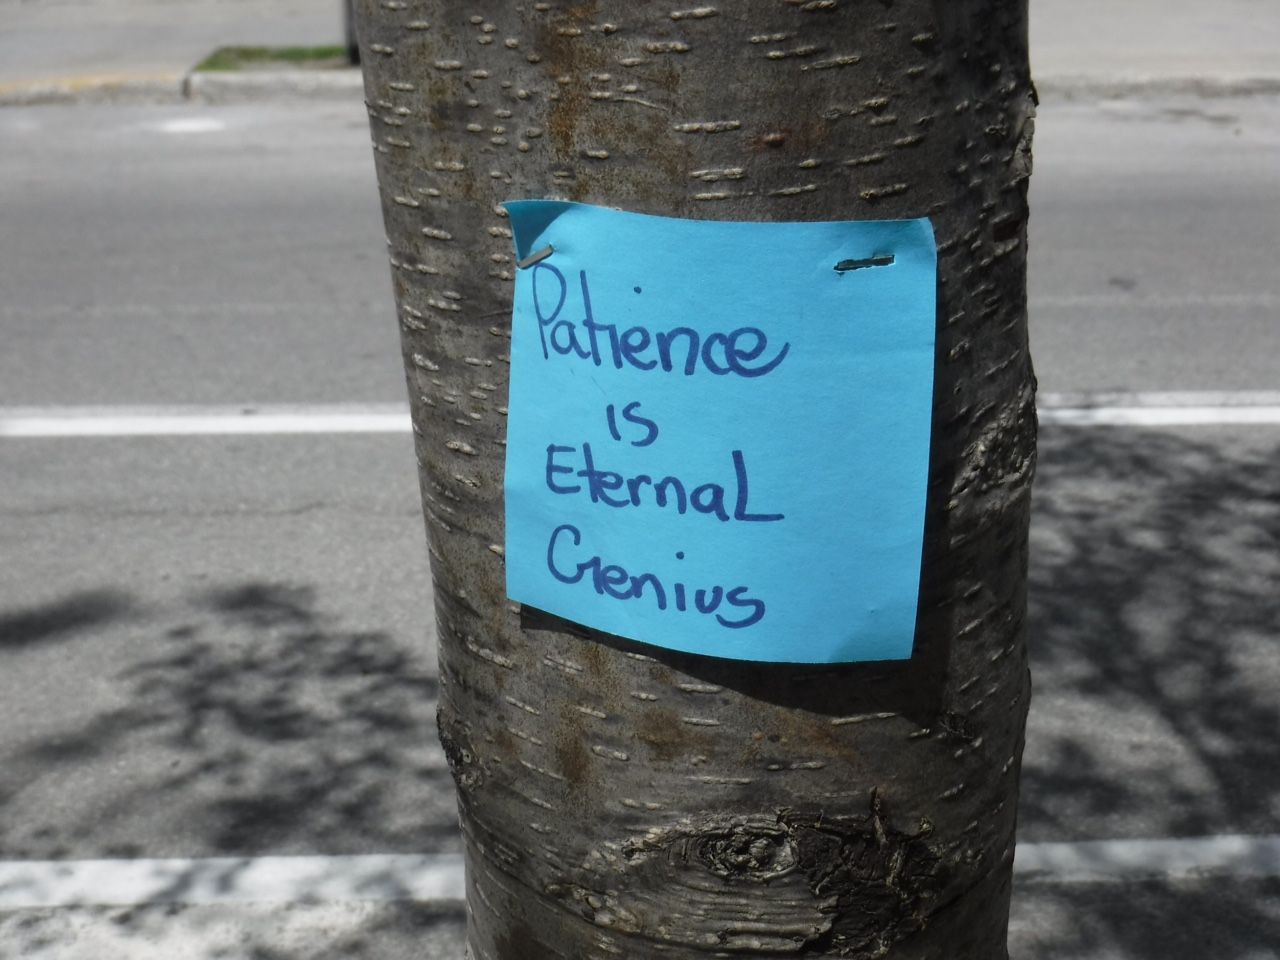 Patience
is
EternaL
Genius